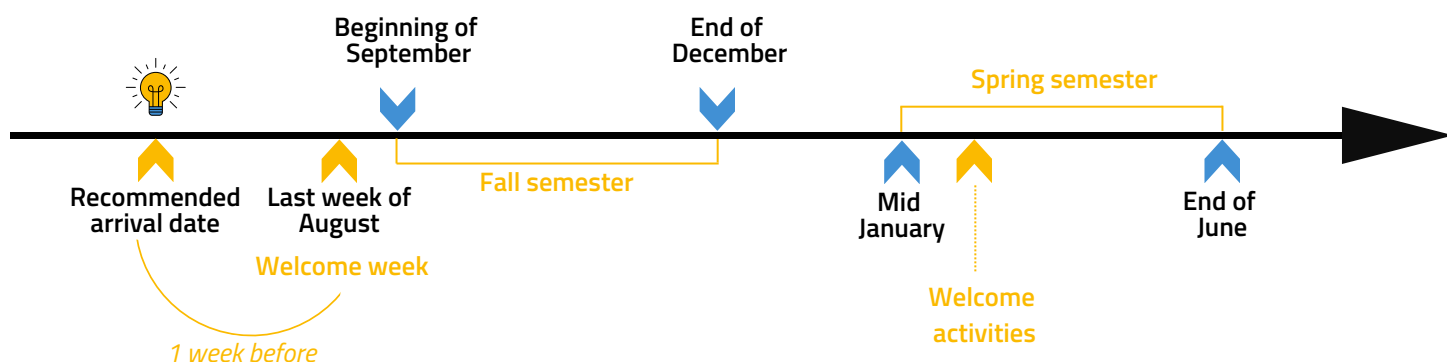 Beginning of
September
End of
December
Spring semester
Fall semester
Recommended
arrival date
Last week of
August
Welcome week
1 week before
Mid
January
Welcome
activities
End of
June